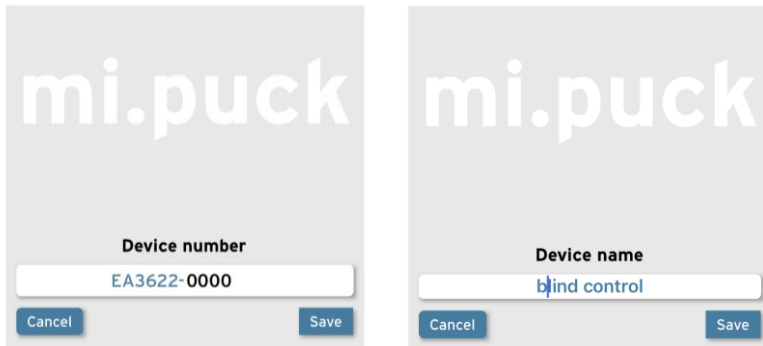 mi.puck
Device number
EA3622-0000
Cancel
Save
mi.puck
Device name
blind control
Cancel
Save